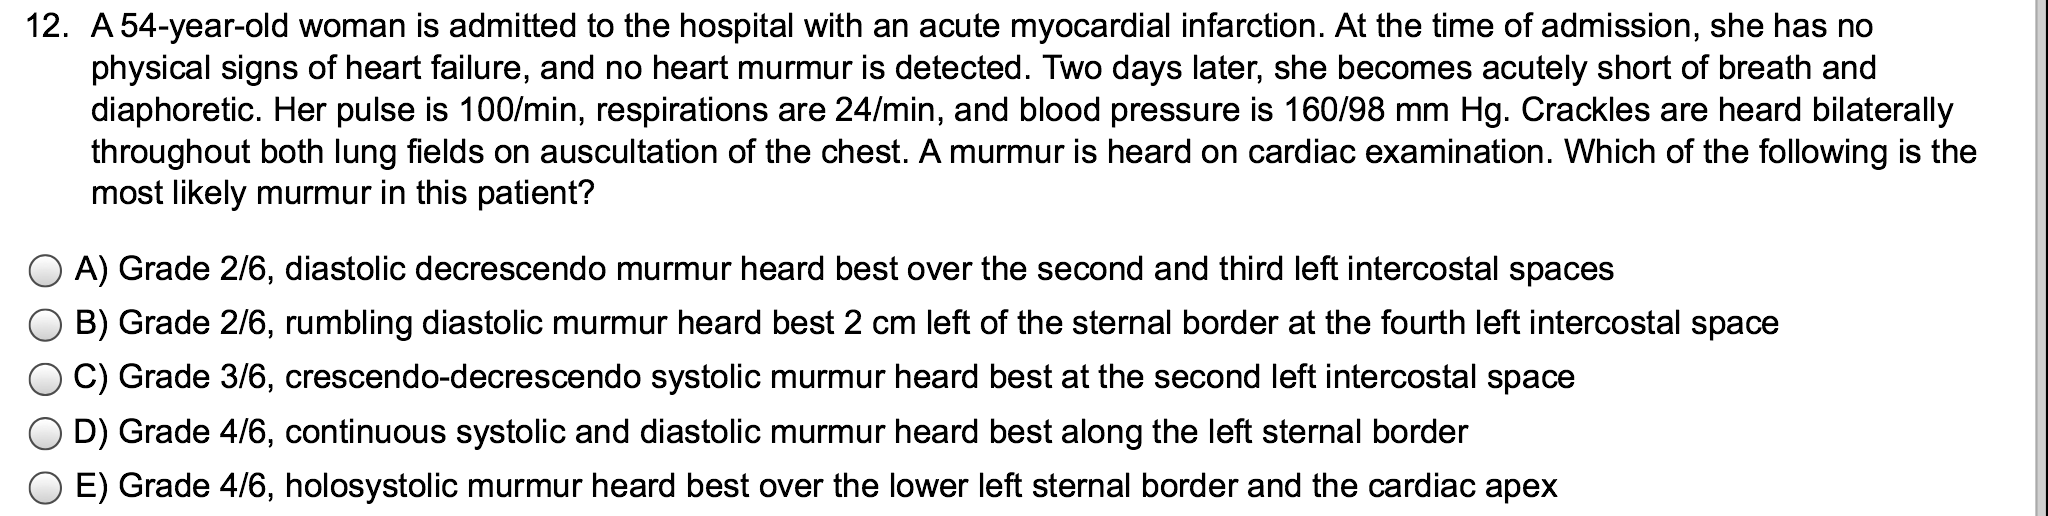 12. A 54-year-old woman is admitted to the hospital with an acute myocardial infarction. At the time of admission, she has no
physical signs of heart failure, and no heart murmur is detected. Two days later, she becomes acutely short of breath and
diaphoretic. Her pulse is 100/min, respirations are 24/min, and blood pressure is 160/98 mm Hg. Crackles are heard bilaterally
throughout both lung fields on auscultation of the chest. A murmur is heard on cardiac examination. Which of the following is the
most likely murmur in this patient?
A) Grade 2/6, diastolic decrescendo murmur heard best over the second and third left intercostal spaces
B) Grade 2/6, rumbling diastolic murmur heard best 2 cm left of the sternal border at the fourth left intercostal space
C) Grade 3/6, crescendo-decrescendo systolic murmur heard best at the second left intercostal space
D) Grade 4/6, continuous systolic and diastolic murmur heard best along the left sternal border
E) Grade 4/6, holosystolic murmur heard best over the lower left sternal border and the cardiac apex